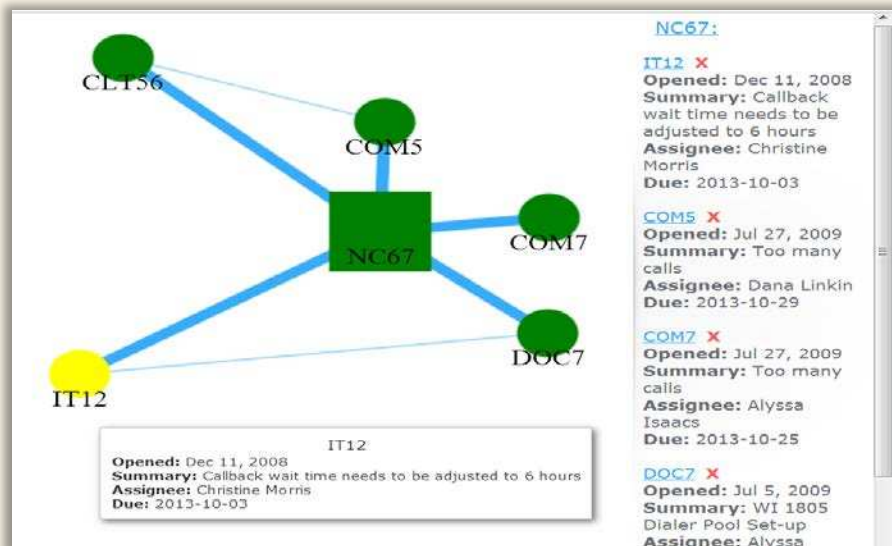 CLT56
COM5
NC67
COM7
DOC7
IT12
IT12
Opened: Dec 11, 2008
Summary: Callback wait time needs to be adjusted to 6 hours
Assignee: Christine Morris
Due: 2013-10-03
NC67:
IT12 X
Opened: Dec 11, 2008
Summary: Callback
wait time needs to be
adjusted to 6 hours
Assignee: Christine
Morris
Due: 2013-10-03
COM5 X
Opened: Jul 27, 2009
Summary: Too many
calls
Assignee: Dana Linkin
Due: 2013-10-29
COM7 X
Opened: Jul 27, 2009
Summary: Too many
calls
Assignee: Alyssa
Isaacs
Due: 2013-10-25
DOC7 X
Opened: Jul 5, 2009
Summary: WI 1805
Dialer Pool Set-up
Assignee: Alyssa